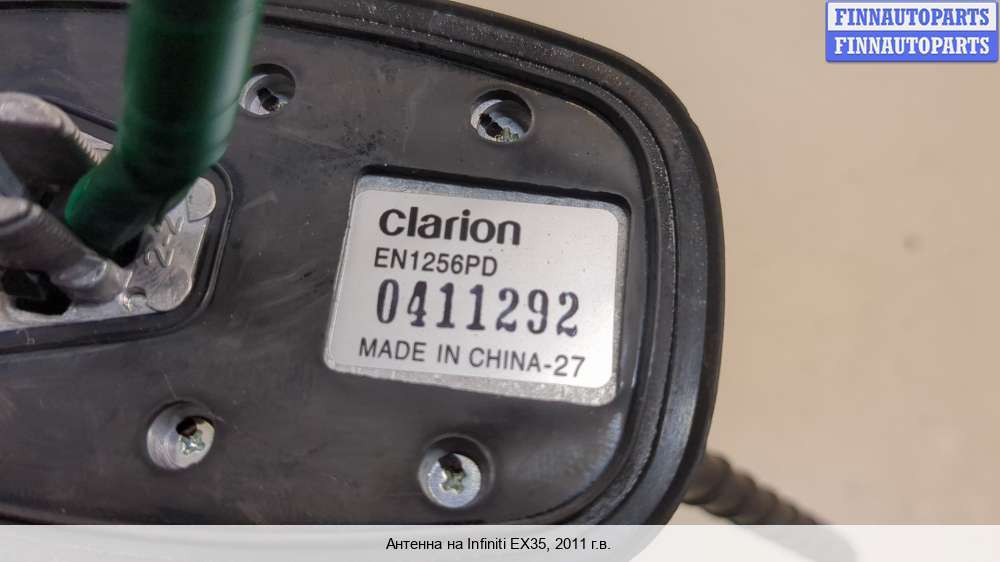 FINNAUTOPARTS
FINNAUTOPARTS
clarion
EN1256PD
0411292
MADE IN CHINA-27
Антенна на Infiniti EX35, 2011 г.в.